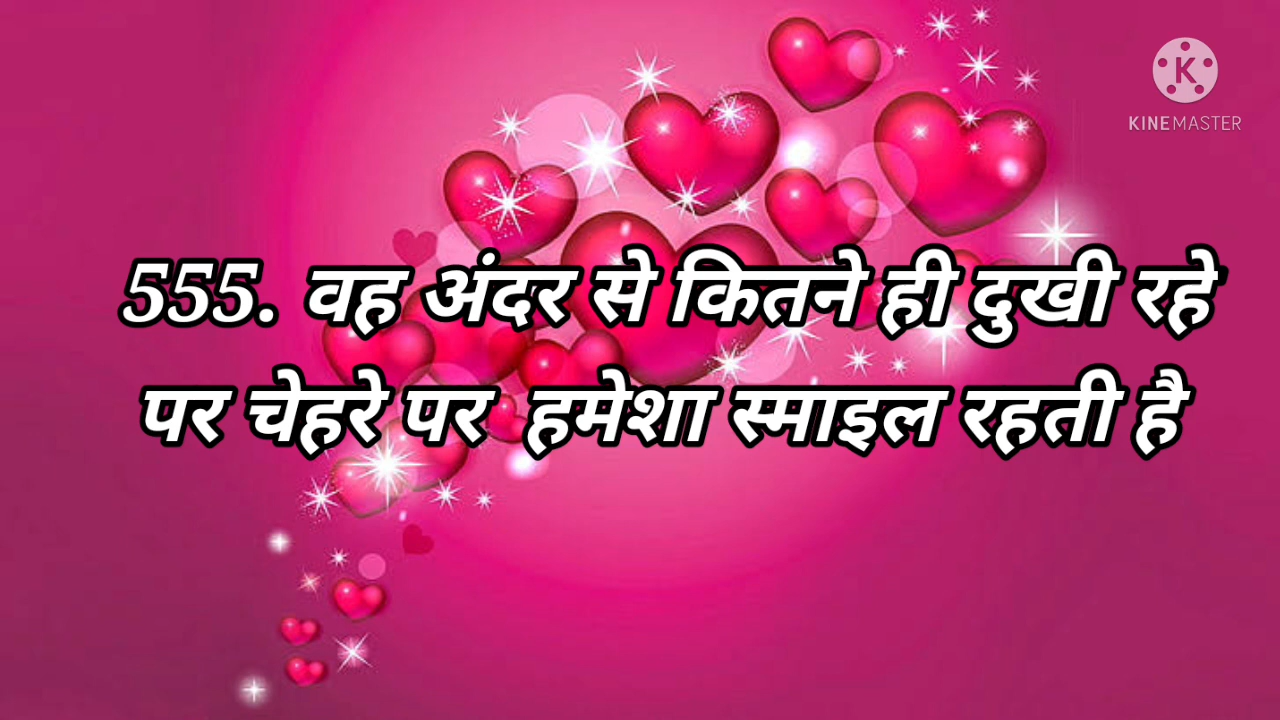 K
KINEMASTER
555. वह अंदर से कितने ही दुखी रहे
पर चेहरे पर हमेशा स्माइल रहती है